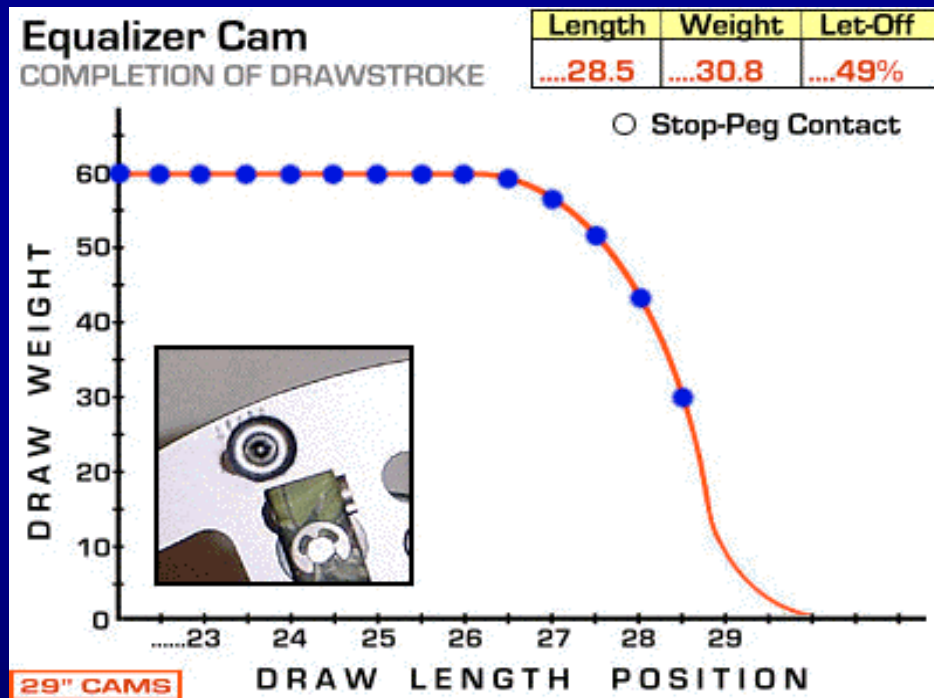 Equalizer Cam
COMPLETION OF DRAWSTROKE
Length Weight Let-Off
....28.5 ....30.8 ....49%
Stop-Peg Contact
DRAW WEIGHT
60
50
40
30
20
10
0
......23 24 25 26 27 28 29
29" CAMS
DRAW LENGTH POSITION